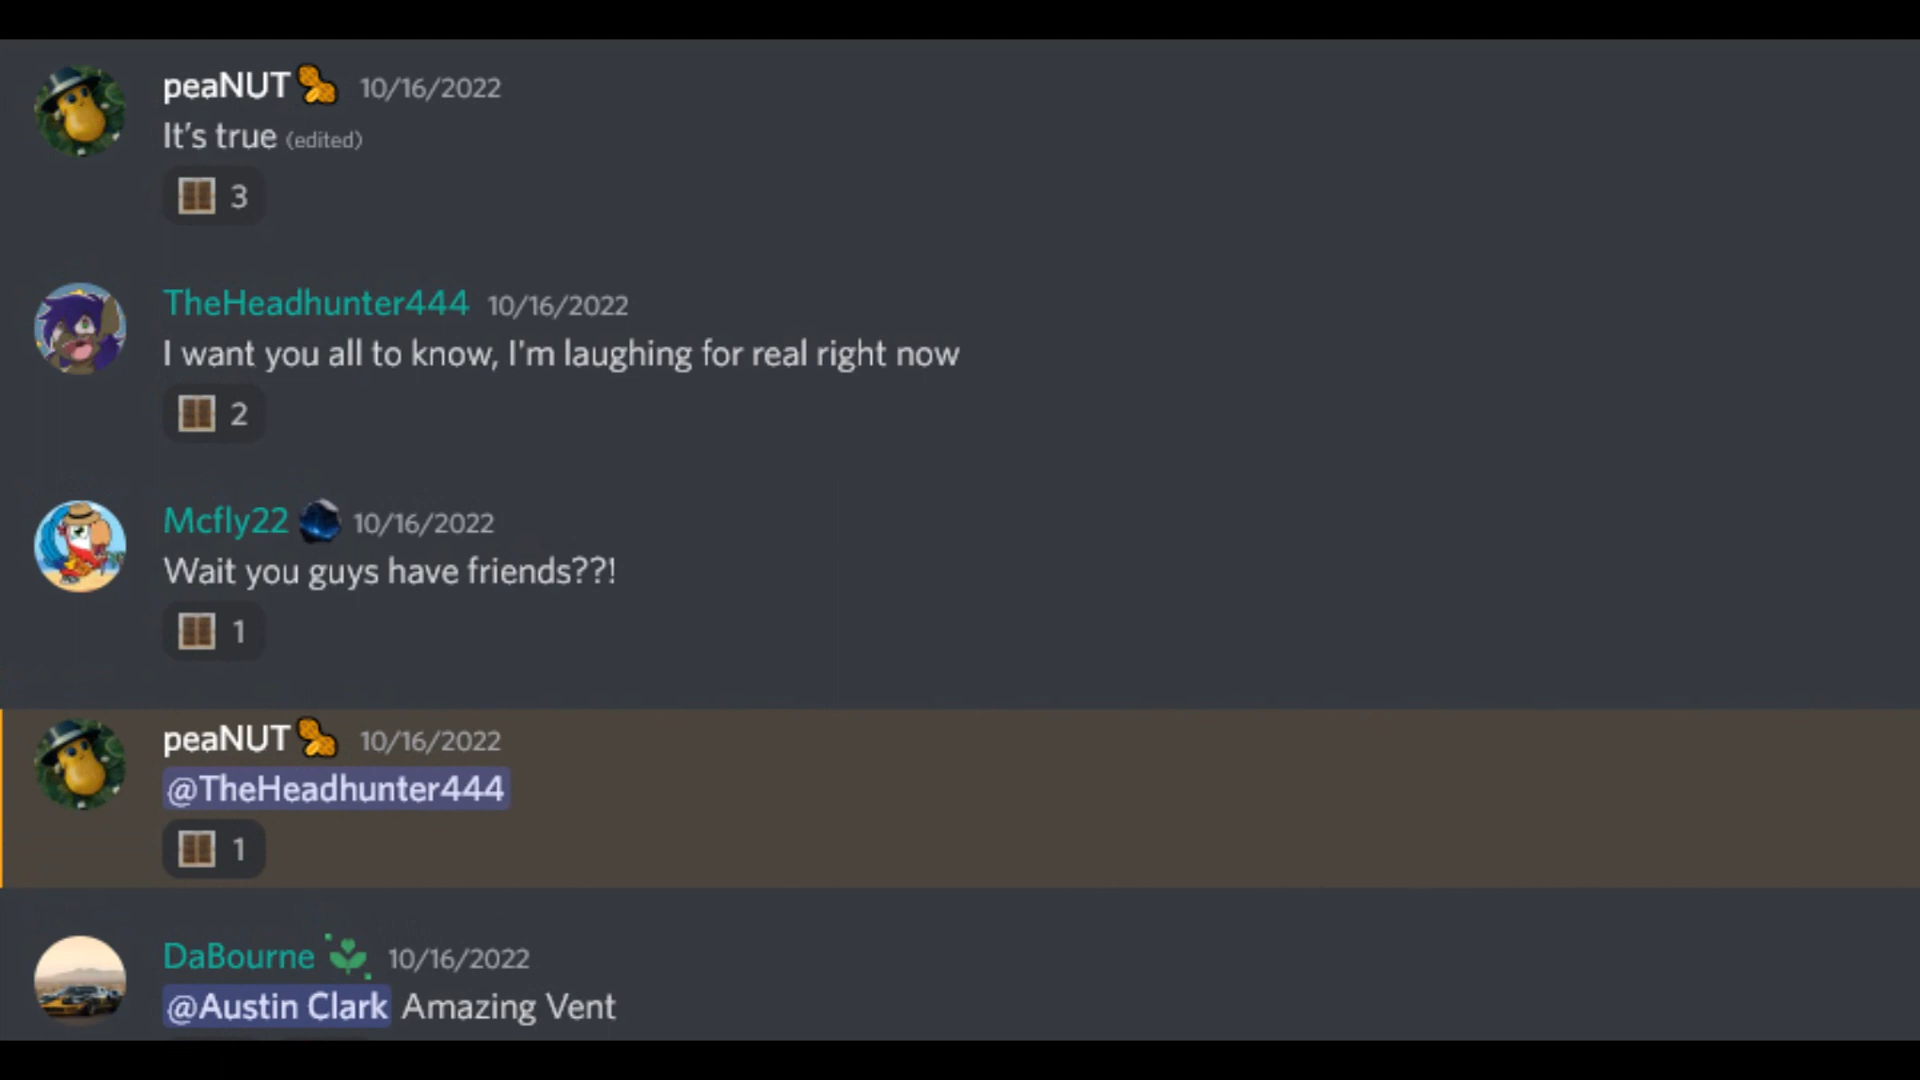 peaNUT 10/16/2022
It's true (edited)
3
TheHeadhunter444 10/16/2022
I want you all to know, I'm laughing for real right now
2
Mcfly22 10/16/2022
Wait you guys have friends??!
1
peaNUT 10/16/2022
@TheHeadhunter444
1
DaBourne 10/16/2022
@Austin Clark Amazing Vent